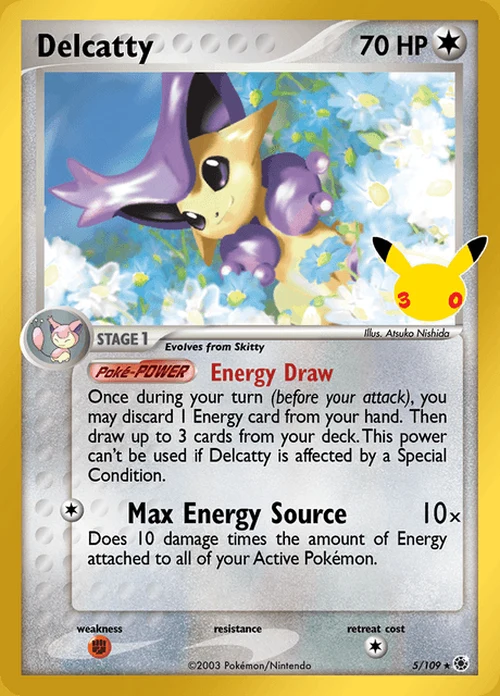 Delcatty 70 HP
3 0
Illus. Atsuko Nishida
STAGE 1
Evolves from Skitty
Poké-POWER Energy Draw
Once during your turn (before your attack), you
may discard 1 Energy card from your hand. Then
draw up to 3 cards from your deck. This power
can't be used if Delcatty is affected by a Special
Condition.
Max Energy Source 10×
Does 10 damage times the amount of Energy
attached to all of your Active Pokémon.
weakness resistance retreat cost
©2003 Pokémon/Nintendo 5/109 ★